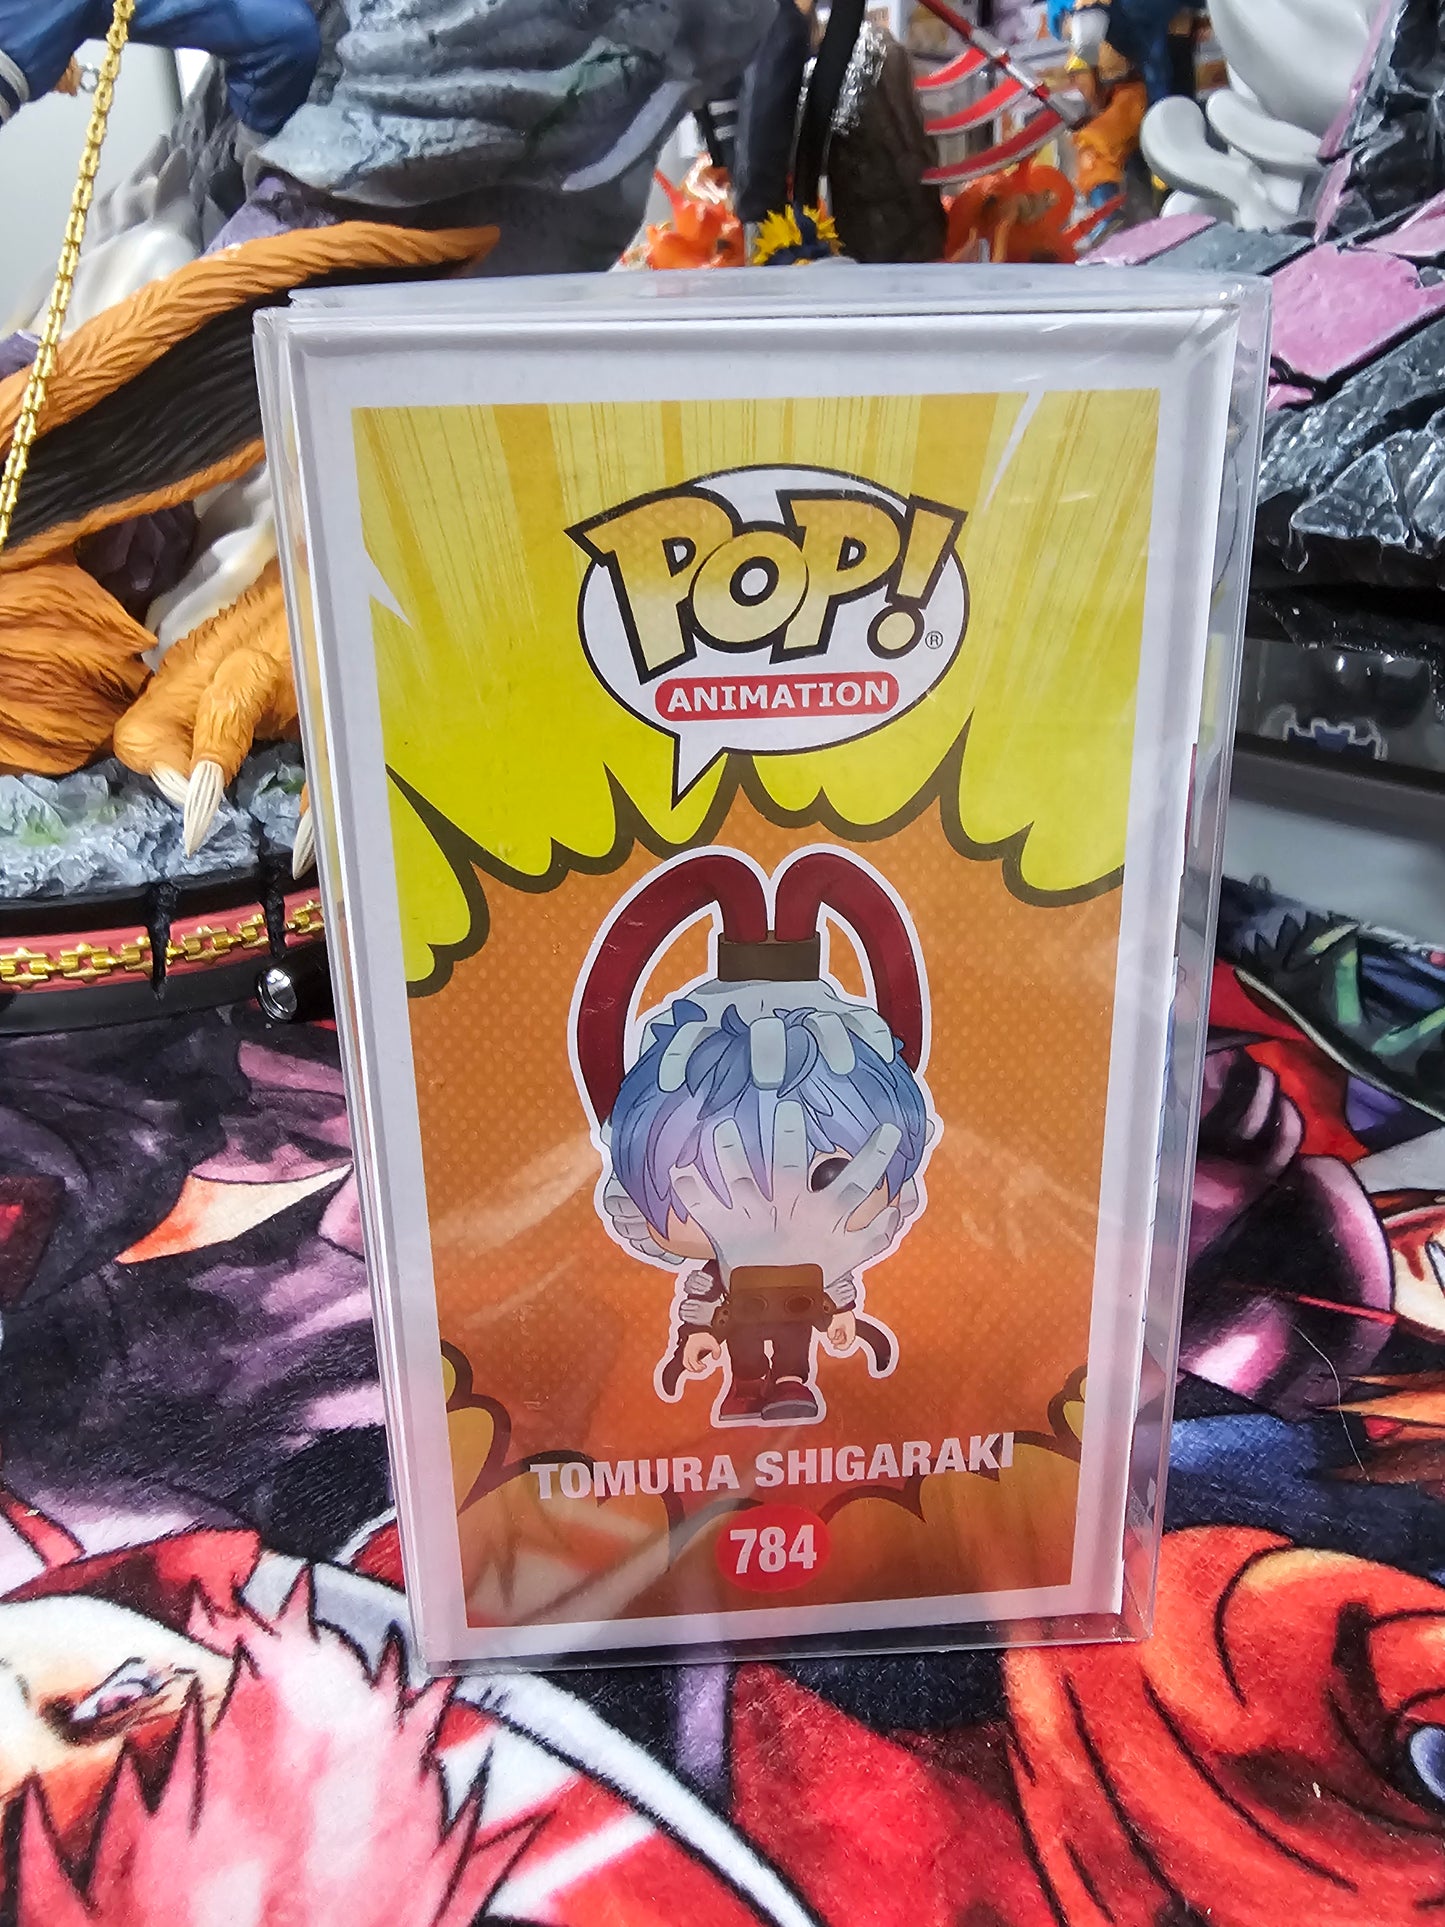 POP!®
ANIMATION
TOMURA SHIGARAKI
784